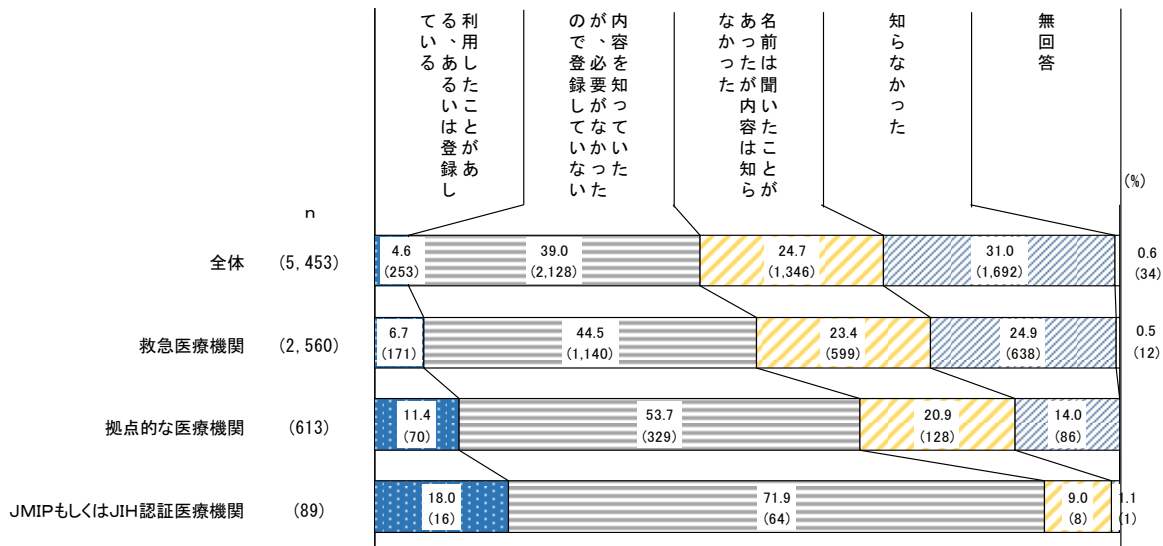 利用したことがあ
る、あるいは登録し
ている
内容を知っていた
が、必要がなかった
ので登録していない
名前は聞いたことが
あったが内容は知ら
なかった
知らなかった
無回答
(%)
n
全体 (5,453) 4.6 39.0 24.7 31.0 0.6
(253) (2,128) (1,346) (1,692) (34)
救急医療機関 (2,560) 6.7 44.5 23.4 24.9 0.5
(171) (1,140) (599) (638) (12)
拠点的な医療機関 (613) 11.4 53.7 20.9 14.0
(70) (329) (128) (86)
JMIPもしくはJIH認証医療機関 (89) 18.0 71.9 9.0 1.1
(16) (64) (8) (1)